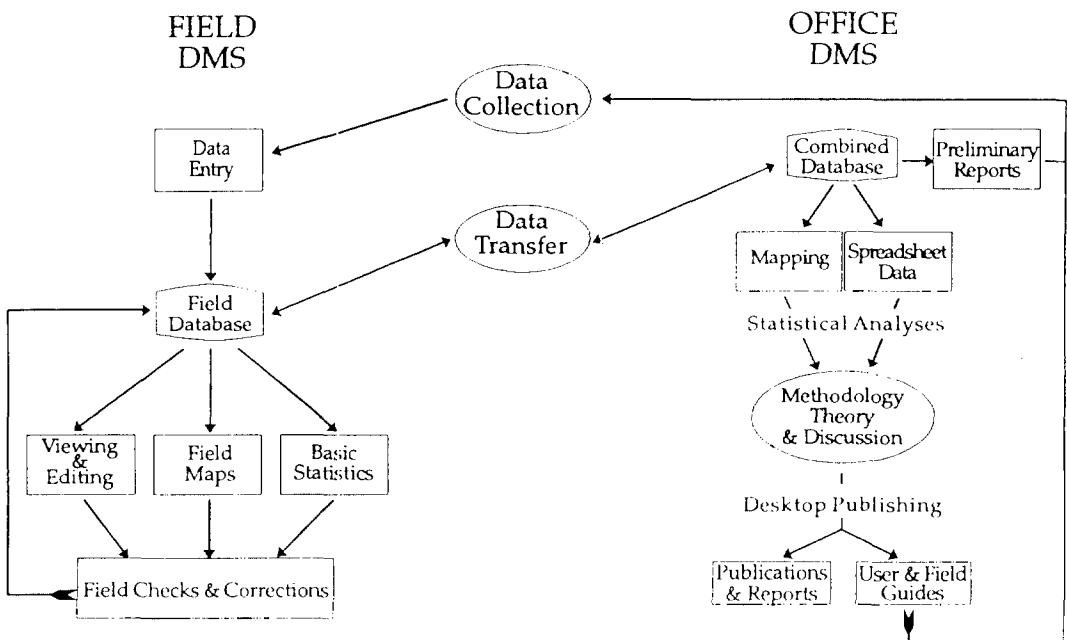 FIELD
DMS
OFFICE
DMS
Data
Collection
Data
Entry
Combined
Database
Preliminary
Reports
Data
Transfer
Mapping
Spreadsheet
Data
Field
Database
Statistical Analyses
Methodology
Theory
& Discussion
Viewing
&
Editing
Field
Maps
Basic
Statistics
Desktop Publishing
Field Checks & Corrections
Publications
& Reports
User & Field
Guides